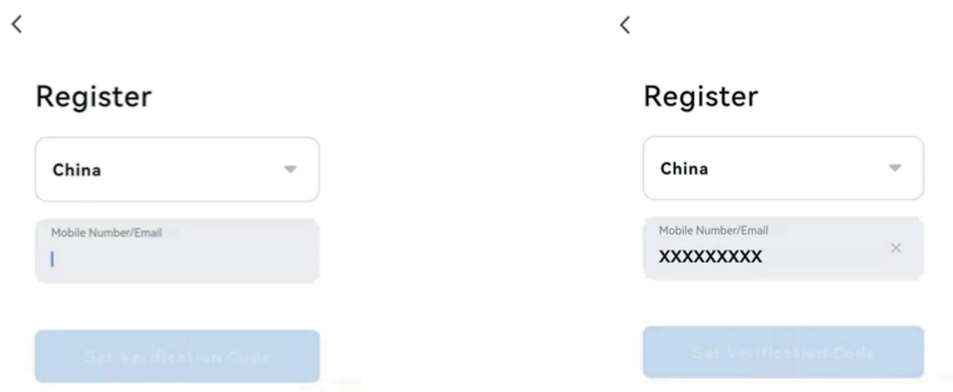 Register
China
Mobile Number/Email
Get Verification Code
Register
China
Mobile Number/Email
XXXXXXXXX
Get Verification Code